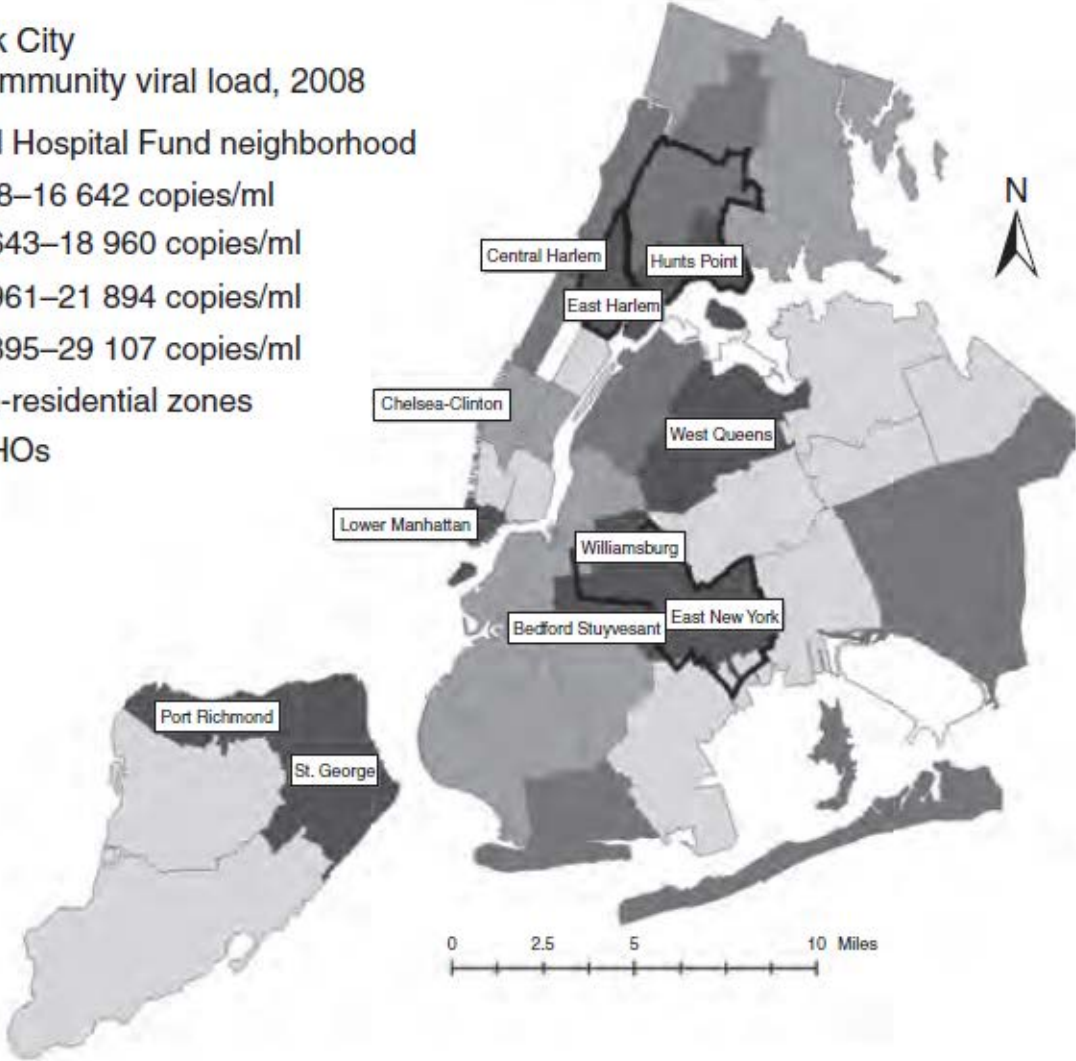 k City
mmunity viral load, 2008
l Hospital Fund neighborhood
8–16 642 copies/ml
643–18 960 copies/ml
961–21 894 copies/ml
895–29 107 copies/ml
-residential zones
HOs
N
Central Harlem
Hunts Point
East Harlem
Chelsea-Clinton
West Queens
Lower Manhattan
Williamsburg
East New York
Bedford Stuyvesant
Port Richmond
St. George
0 2.5 5 10 Miles